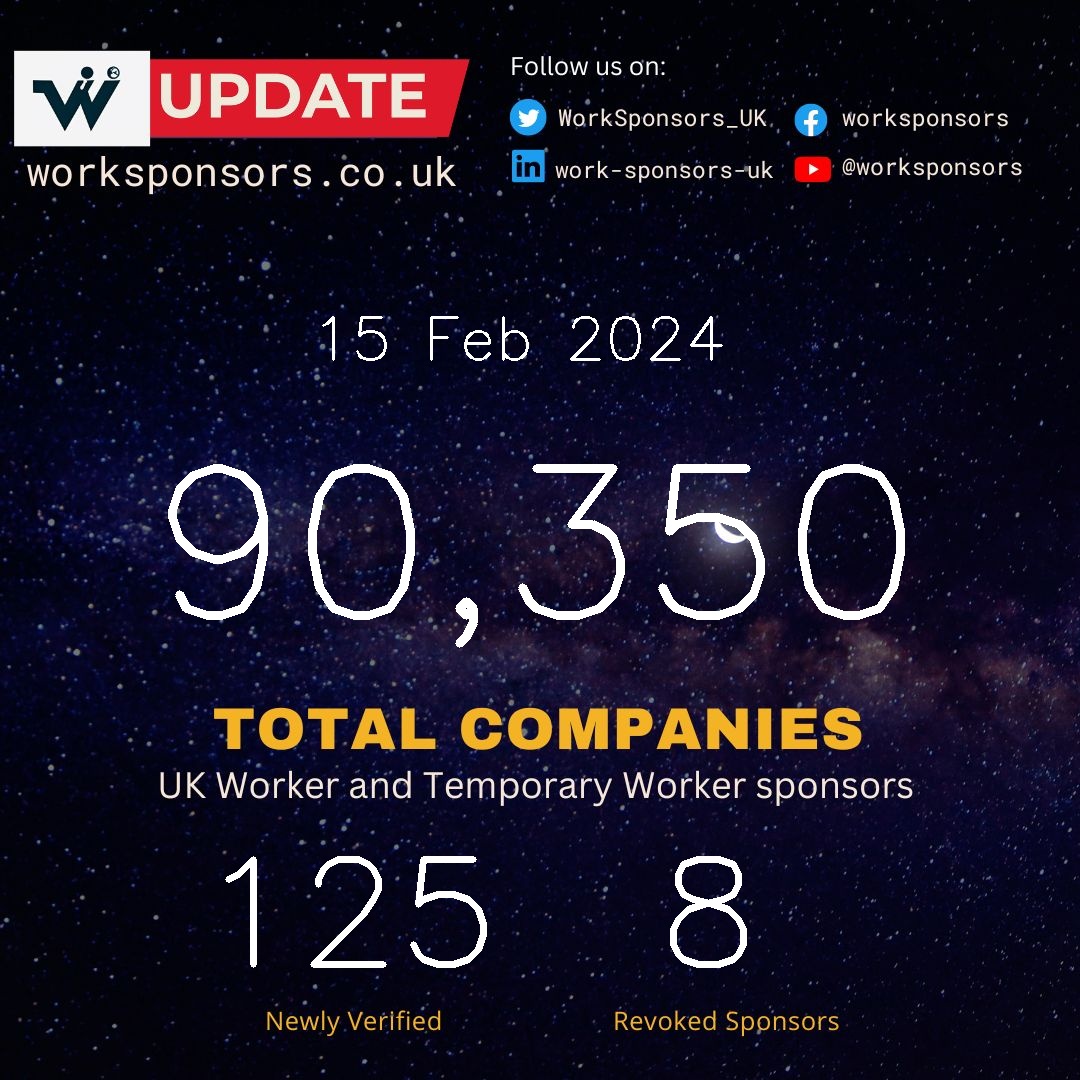 UPDATE
worksponsors.co.uk
Follow us on:
WorkSponsors_UK
worksponsors
work-sponsors-uk
@worksponsors
15 Feb 2024
90,350
TOTAL COMPANIES
UK Worker and Temporary Worker sponsors
125
8
Newly Verified
Revoked Sponsors